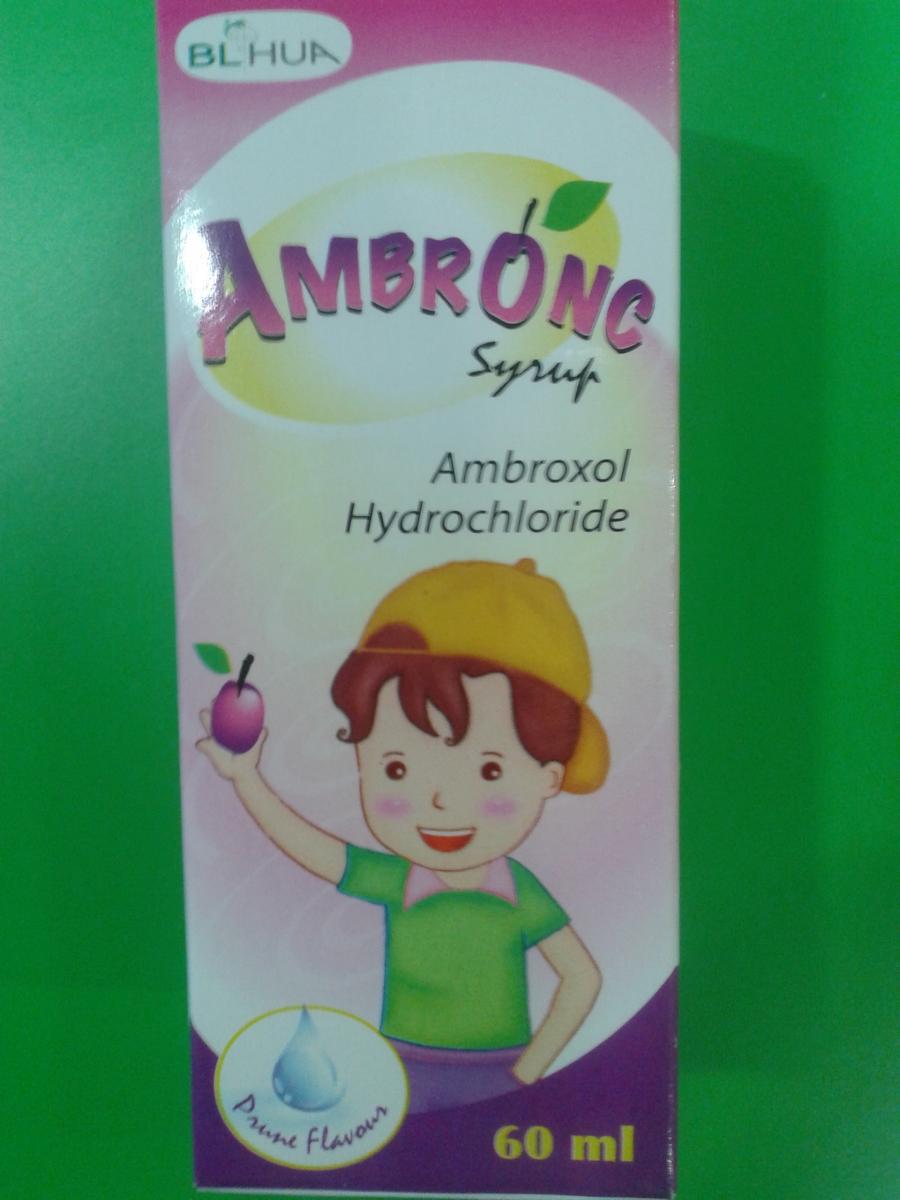 BLHUA
AMBRONC
Syrup
Ambroxol
Hydrochloride
Prune Flavour
60 ml